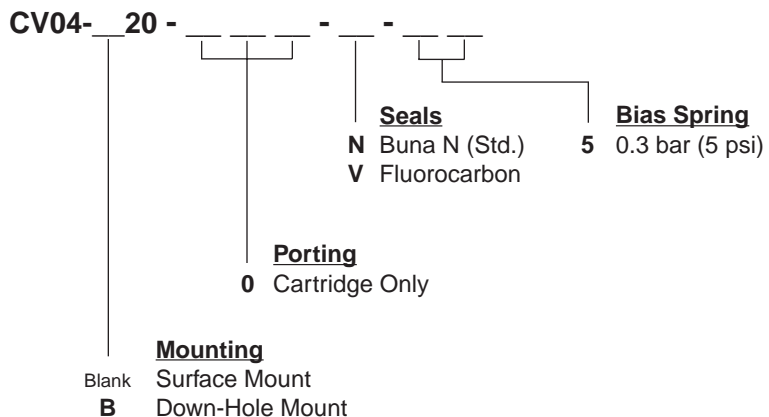 CV04-__20 - __ __ __ - __ - __ __
Seals
N Buna N (Std.)
V Fluorocarbon
Bias Spring
5 0.3 bar (5 psi)
Porting
0 Cartridge Only
Mounting
Blank Surface Mount
B Down-Hole Mount